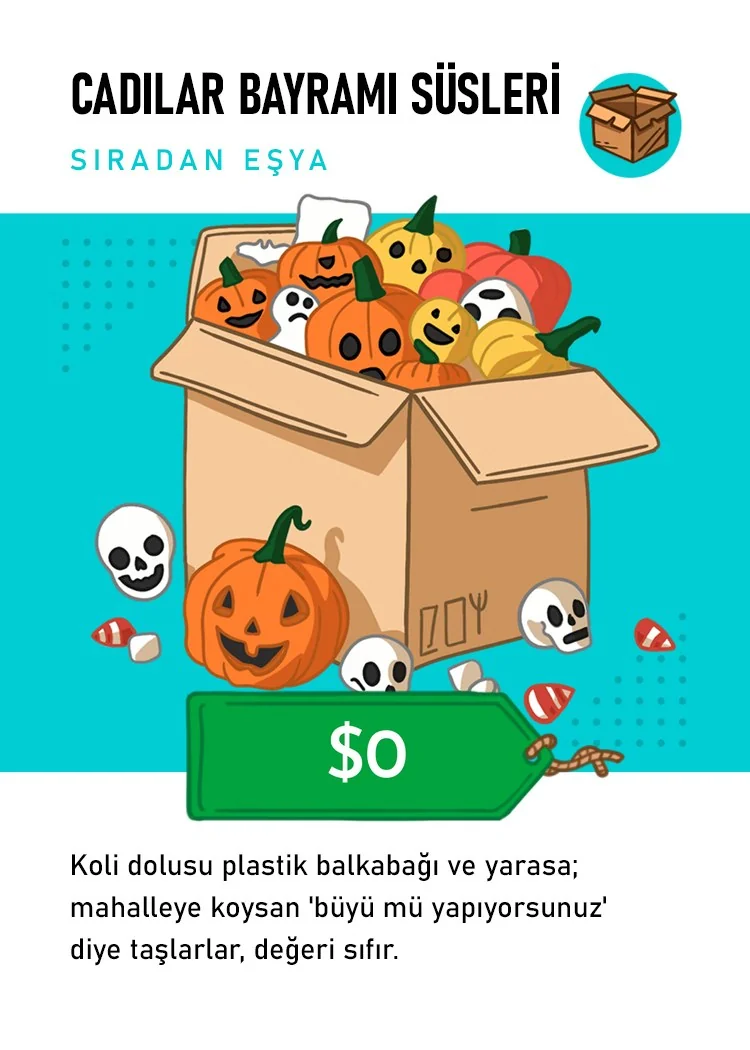 CADILAR BAYRAMI SÜSLERİ
SIRADAN EŞYA
$0
Koli dolusu plastik balkabağı ve yarasa;
mahalleye koysan 'büyü mü yapıyorsunuz'
diye taşlarlar, değeri sıfır.